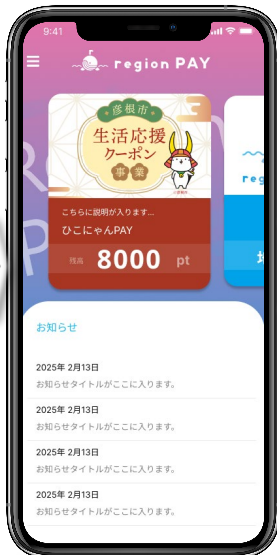 9:41
region PAY
彦根市
生活応援
クーポン
事業
こちらに説明が入ります...
ひこにゃんPAY
残高 8000 pt
reg
お知らせ
2025年 2月13日
お知らせタイトルがここに入ります。
2025年 2月13日
お知らせタイトルがここに入ります。
2025年 2月13日
お知らせタイトルがここに入ります。
2025年 2月13日
お知らせタイトルがここに入ります。